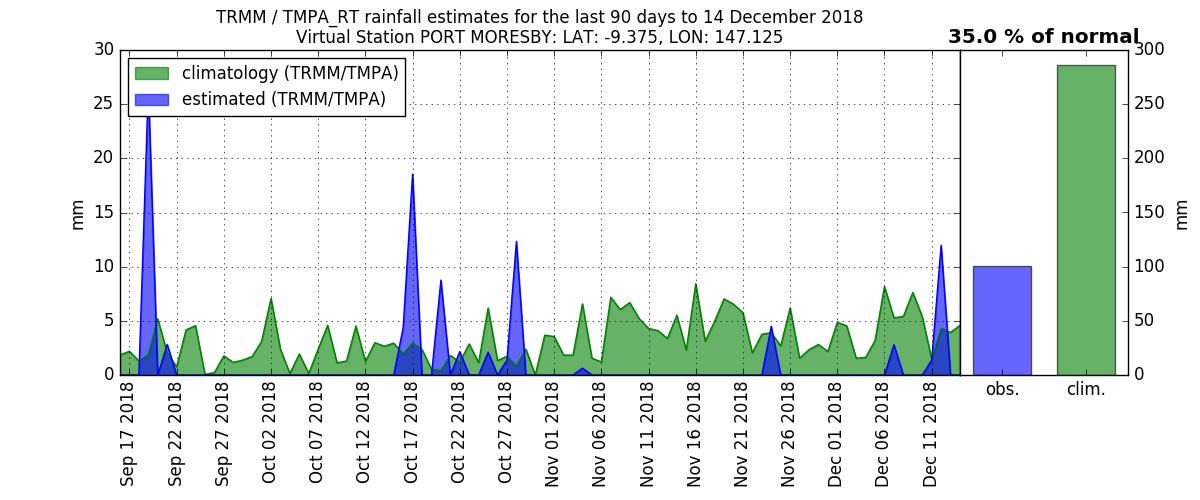 TRMM / TMPA_RT rainfall estimates for the last 90 days to 14 December 2018
Virtual Station PORT MORESBY: LAT: -9.375, LON: 147.125
35.0 % of normal
climatology (TRMM/TMPA)
estimated (TRMM/TMPA)
mm
30
25
20
15
10
5
0
Sep 17 2018
Sep 22 2018
Sep 27 2018
Oct 02 2018
Oct 07 2018
Oct 12 2018
Oct 17 2018
Oct 22 2018
Oct 27 2018
Nov 01 2018
Nov 06 2018
Nov 11 2018
Nov 16 2018
Nov 21 2018
Nov 26 2018
Dec 01 2018
Dec 06 2018
Dec 11 2018
obs.
clim.
300
250
200
150
100
50
0
mm